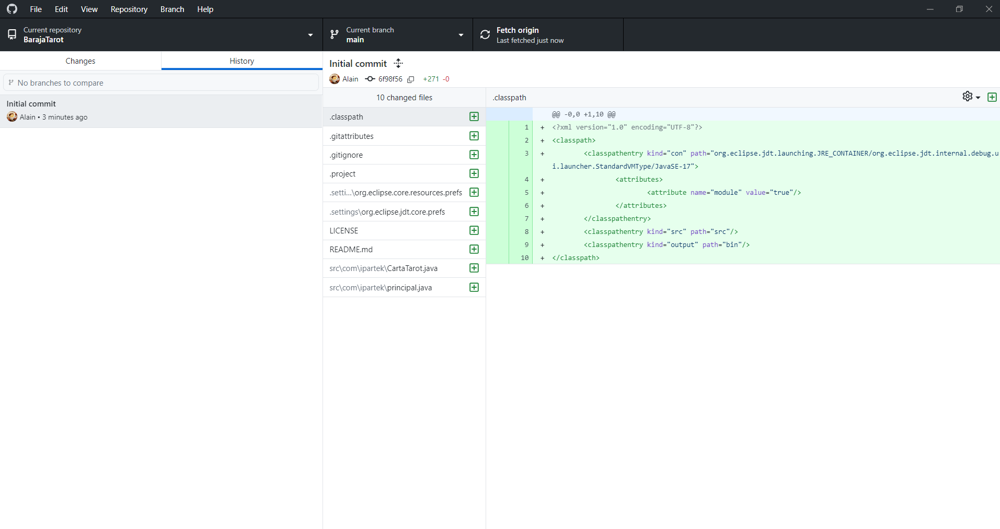 File Edit View Repository Branch Help
Current repository
BarajaTarot
Current branch
main
Fetch origin
Last fetched just now
Changes
History
No branches to compare
Initial commit
Alain • 3 minutes ago
Initial commit
Alain 6f98f56 +271 -0
10 changed files
.classpath
.gitattributes
.gitignore
.project
.setti...\org.eclipse.core.resources.prefs
.settings\org.eclipse.jdt.core.prefs
LICENSE
README.md
src\com\ipartek\CartaTarot.java
src\com\ipartek\principal.java
.classpath
@@ -0,0 +1,10 @@
1 + <?xml version="1.0" encoding="UTF-8"?>
2 + <classpath>
3 + <classpathentry kind="con" path="org.eclipse.jdt.launching.JRE_CONTAINER/org.eclipse.jdt.internal.debug.u
i.launcher.StandardVMType/JavaSE-17">
4 + <attributes>
5 + <attribute name="module" value="true"/>
6 + </attributes>
7 + </classpathentry>
8 + <classpathentry kind="src" path="src"/>
9 + <classpathentry kind="output" path="bin"/>
10 + </classpath>